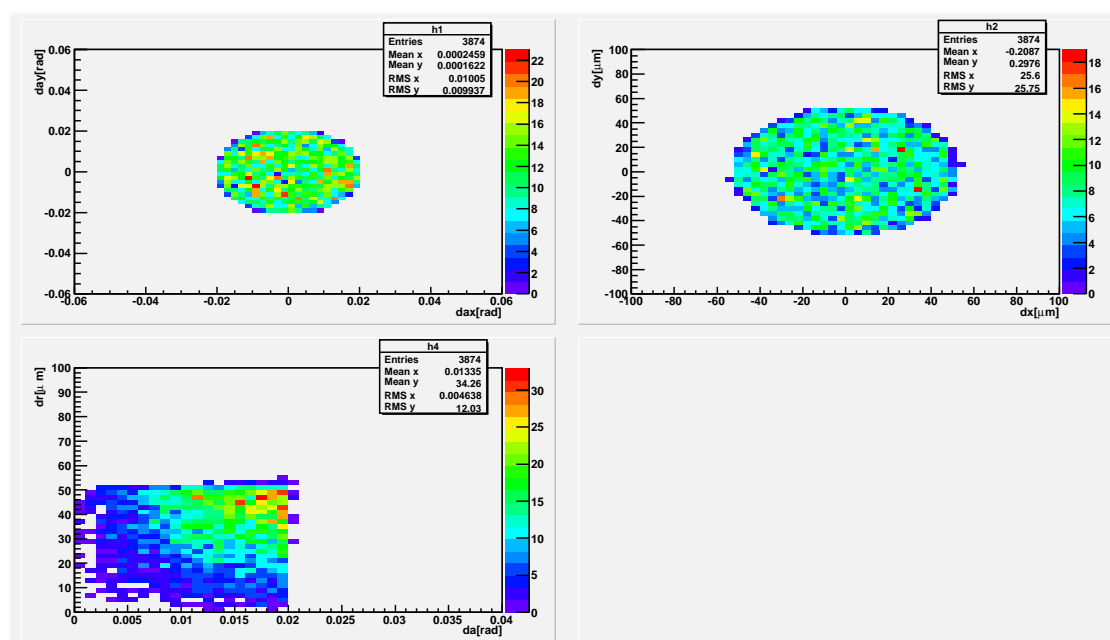 h1
Entries 3874
Mean x 0.0002459
Mean y 0.0001622
RMS x 0.01005
RMS y 0.009937
day[rad]
0.06
0.04
0.02
0
-0.02
-0.04
-0.06
-0.06 -0.04 -0.02 0 0.02 0.04 0.06
dax[rad]
22
20
18
16
14
12
10
8
6
4
2
0
h2
Entries 3874
Mean x -0.2087
Mean y 0.2976
RMS x 25.6
RMS y 25.75
dy[μm]
100
80
60
40
20
0
-20
-40
-60
-80
-100
-100 -80 -60 -40 -20 0 20 40 60 80 100
dx[μm]
18
16
14
12
10
8
6
4
2
0
h4
Entries 3874
Mean x 0.01335
Mean y 34.26
RMS x 0.004638
RMS y 12.03
dr[μ m]
100
90
80
70
60
50
40
30
20
10
0
0 0.005 0.01 0.015 0.02 0.025 0.03 0.035 0.04
da[rad]
30
25
20
15
10
5
0